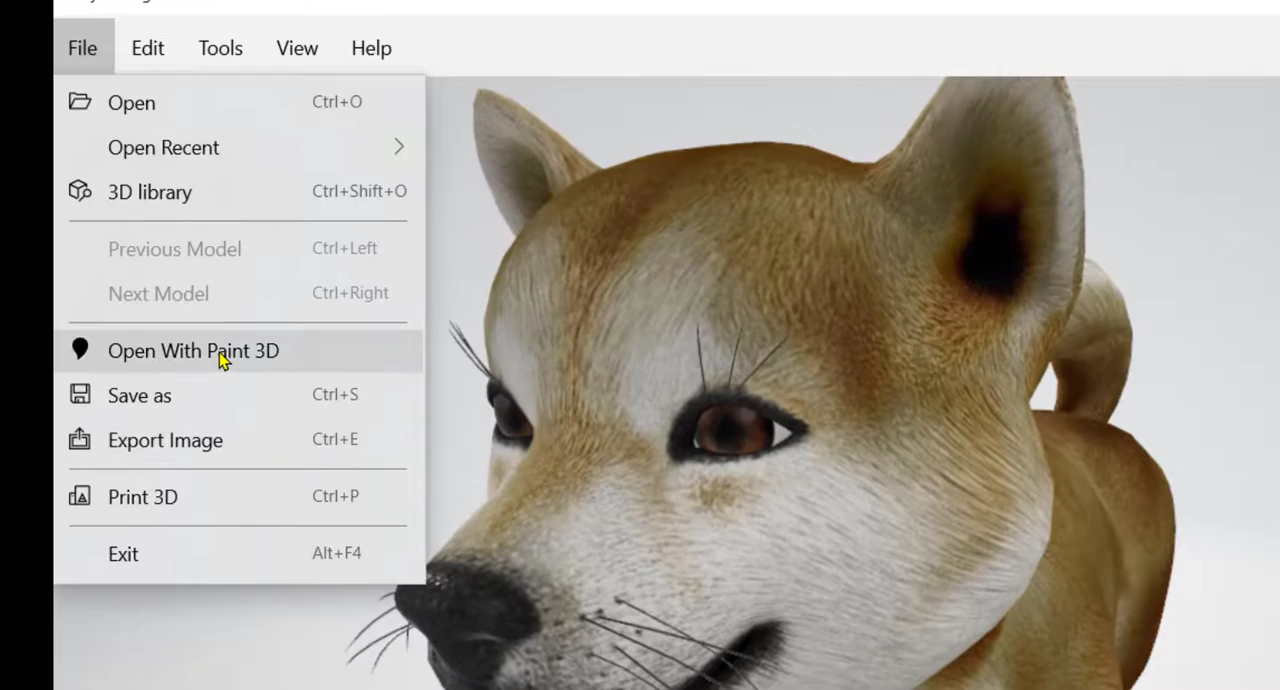 File Edit Tools View Help
Open Ctrl+O
Open Recent
3D library Ctrl+Shift+O
Previous Model Ctrl+Left
Next Model Ctrl+Right
Open With Paint 3D
Save as Ctrl+S
Export Image Ctrl+E
Print 3D Ctrl+P
Exit Alt+F4